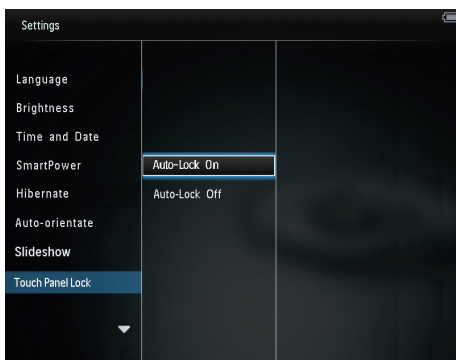 Settings
Language
Brightness
Time and Date
SmartPower
Auto-Lock On
Hibernate
Auto-Lock Off
Auto-orientate
Slideshow
Touch Panel Lock